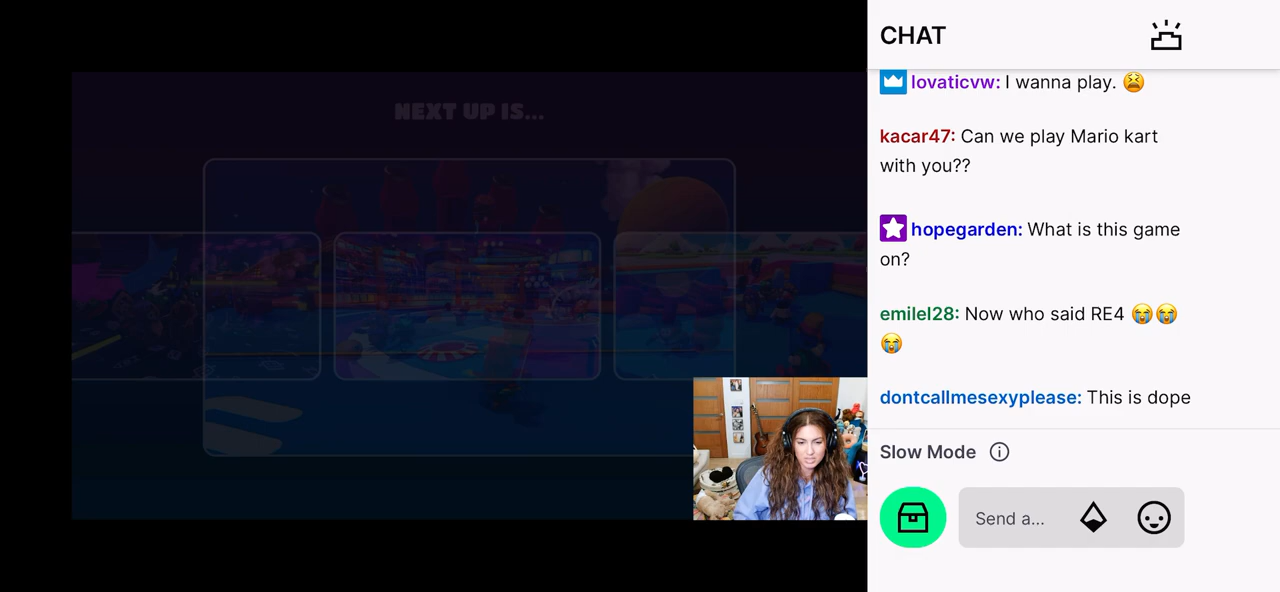 NEXT UP IS...
CHAT
lovaticvw: I wanna play. 😫
kacar47: Can we play Mario kart
with you??
hopegarden: What is this game
on?
emilel28: Now who said RE4 😭😭
😭
dontcallmesexyplease: This is dope
Slow Mode
Send a...